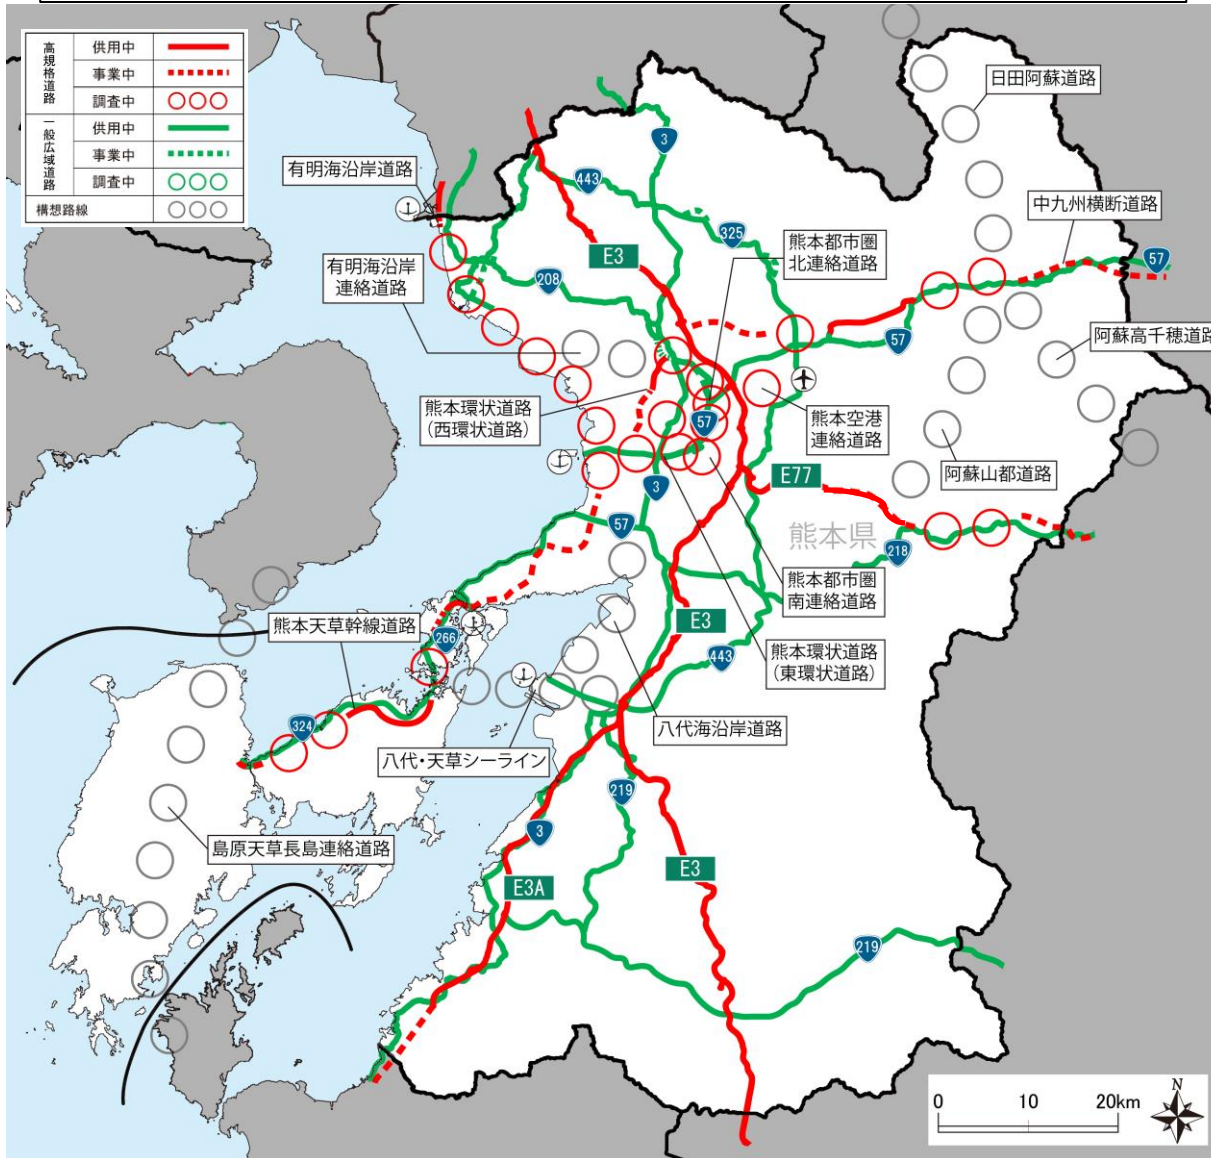 高規格道路
供用中
事業中
調査中
一般広域道路
供用中
事業中
調査中
構想路線
日田阿蘇道路
3
有明海沿岸道路
443
中九州横断道路
325
熊本都市圏
北連絡道路
57
E3
有明海沿岸
連絡道路
208
57
阿蘇高千穂道路
熊本環状道路
(西環状道路)
57
熊本空港
連絡道路
阿蘇山都道路
E77
3
57
熊本県
218
熊本都市圏
南連絡道路
熊本天草幹線道路
266
E3
443
熊本環状道路
(東環状道路)
324
八代海沿岸道路
八代・天草シーライン
219
3
島原天草長島連絡道路
E3
E3A
219
N
0 10 20km